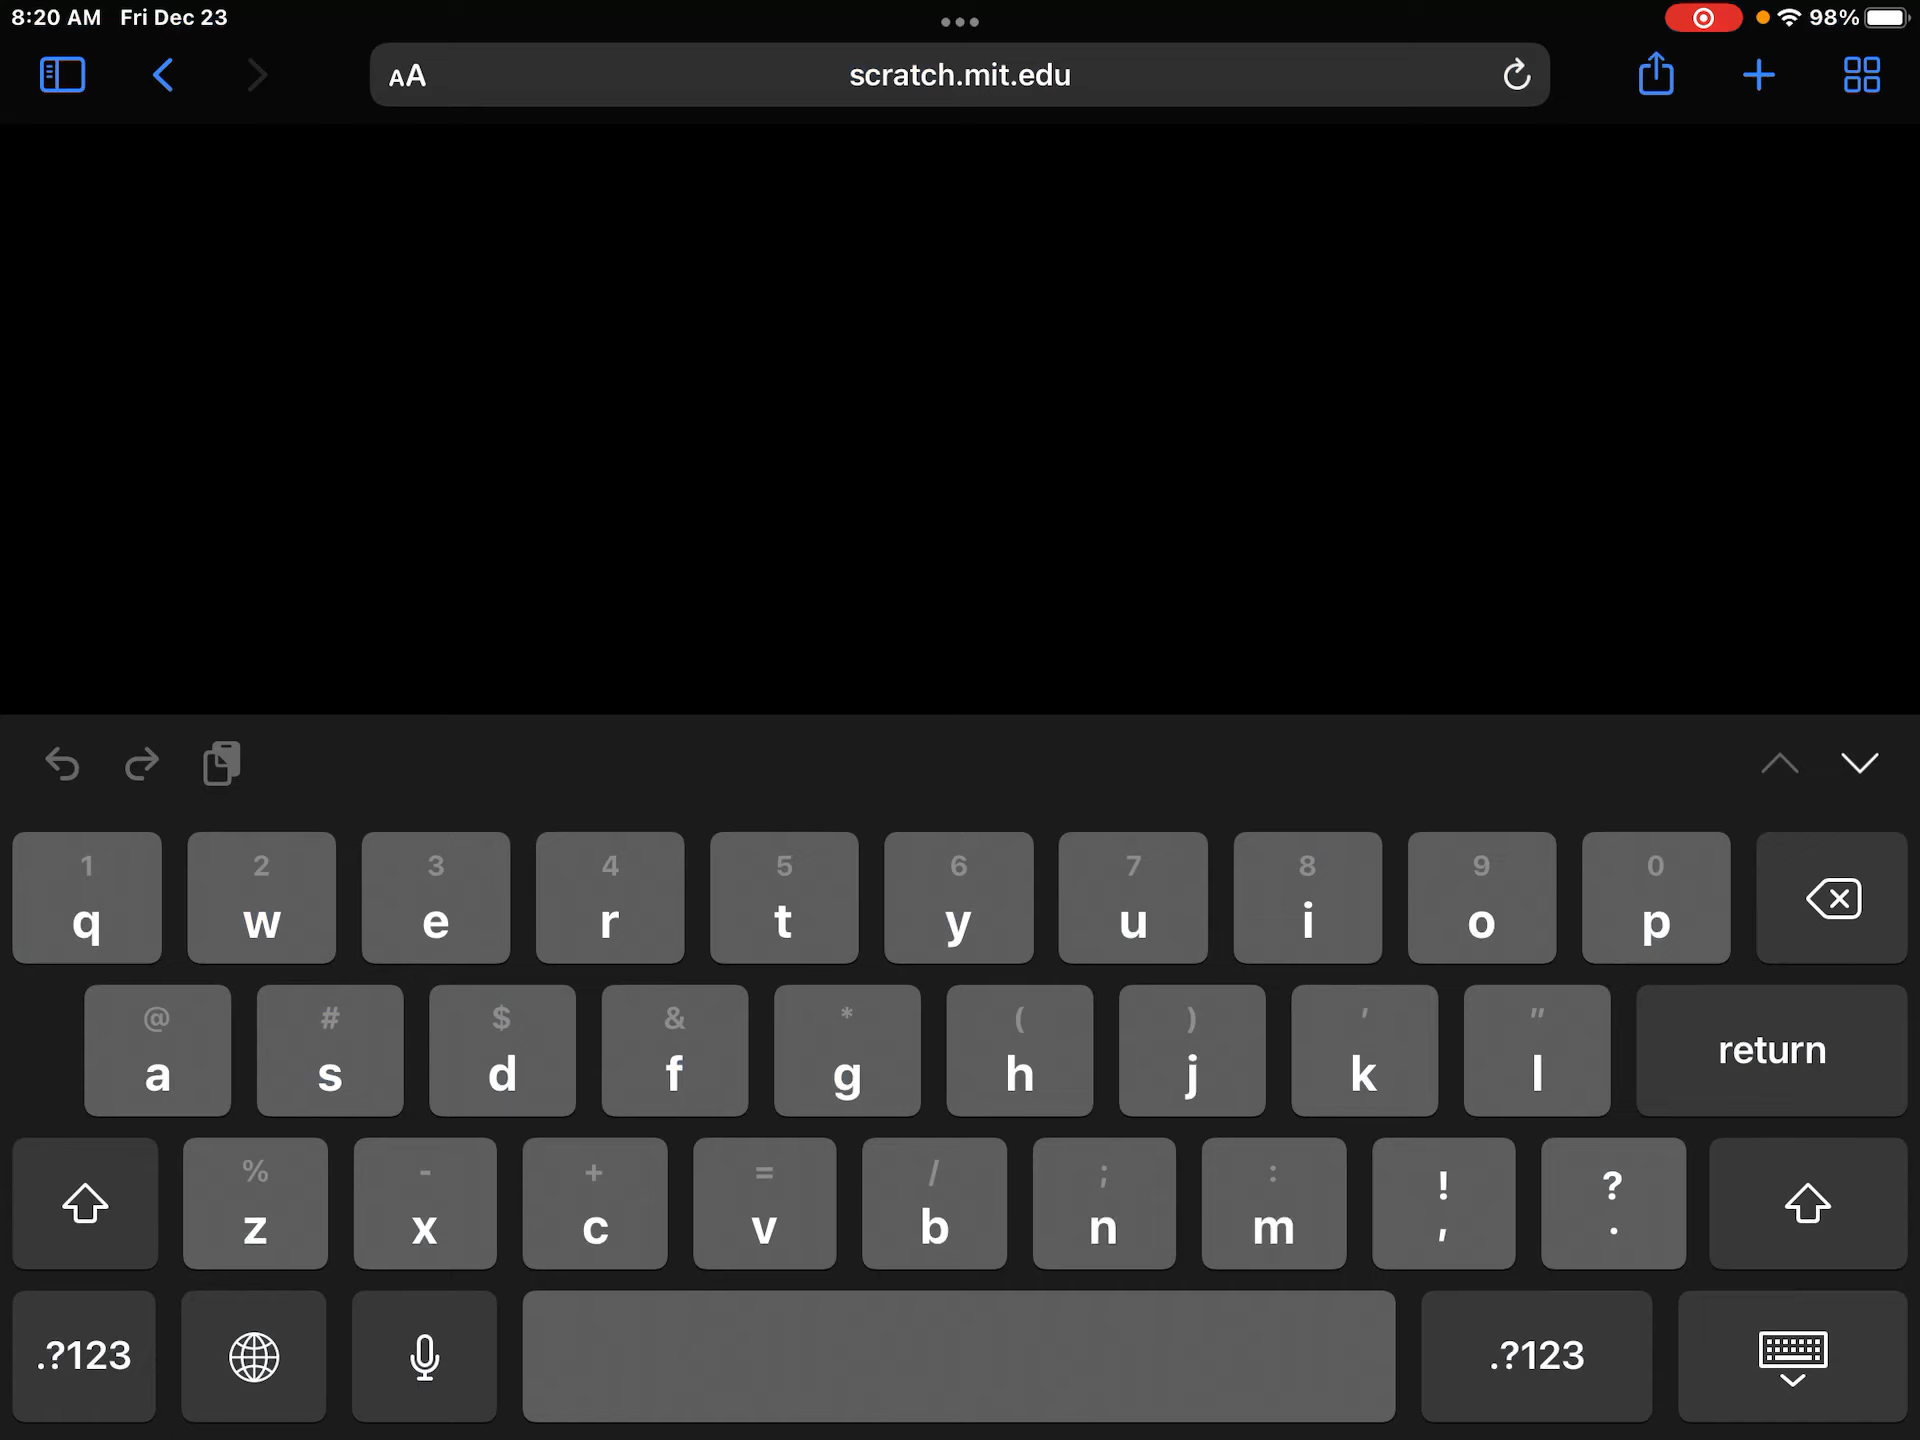 8:20 AM Fri Dec 23
98%
AA
scratch.mit.edu
1 2 3 4 5 6 7 8 9 0
q w e r t y u i o p
@ # $ & * ( ) ' "
a s d f g h j k l return
% - + = / ; : ! ?
z x c v b n m , .
.?123 .?123